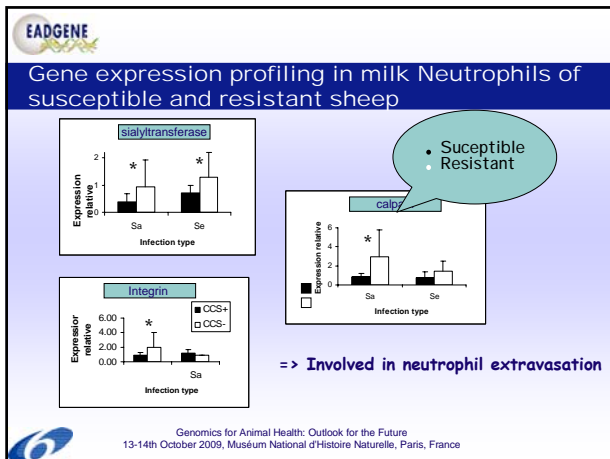 EADGENE
Gene expression profiling in milk Neutrophils of
susceptible and resistant sheep
sialyltransferase
Expression
relative
2
1
0
*
*
Sa
Se
Infection type
• Suceptible
• Resistant
Expression relative
6
4
2
0
*
Sa
Se
Infection type
Integrin
CCS+
CCS-
relative
6.00
4.00
2.00
0.00
*
Sa
Infection type
=> Involved in neutrophil extravasation
6
Genomics for Animal Health: Outlook for the Future
13-14th October 2009, Muséum National d'Histoire Naturelle, Paris, France